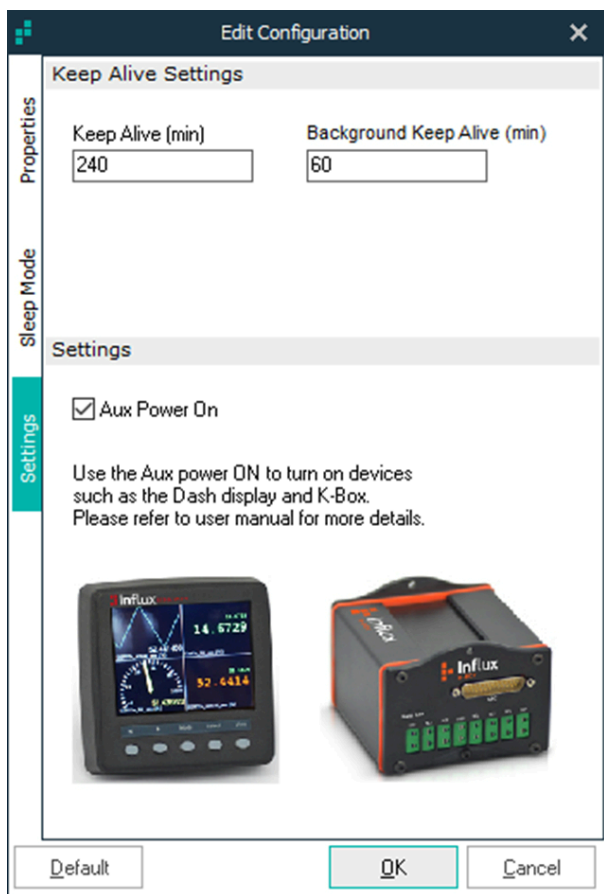 Edit Configuration
Properties
Sleep Mode
Settings
Keep Alive Settings
Keep Alive (min)
Background Keep Alive (min)
240
60
Settings
Aux Power On
Use the Aux power ON to turn on devices
such as the Dash display and K-Box.
Please refer to user manual for more details.
Influx
14.6729
52.4414
Influx
Influx
Default
OK
Cancel